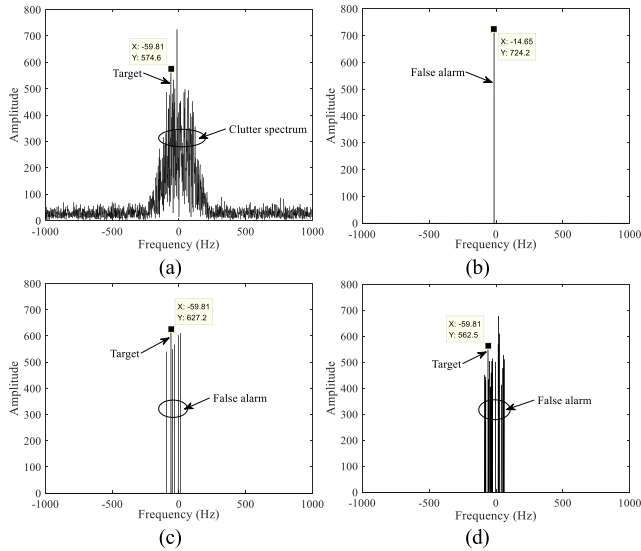 800
700
600
500
400
300
200
100
0
Amplitude
X: -59.81
Y: 574.6
Target
Clutter spectrum
-1000 -500 0 500 1000
Frequency (Hz)
(a)
800
700
600
500
400
300
200
100
0
Amplitude
X: -14.65
Y: 724.2
False alarm
-1000 -500 0 500 1000
Frequency (Hz)
(b)
800
700
600
500
400
300
200
100
0
Amplitude
X: -59.81
Y: 627.2
Target
False alarm
-1000 -500 0 500 1000
Frequency (Hz)
(c)
800
700
600
500
400
300
200
100
0
Amplitude
X: -59.81
Y: 562.5
Target
False alarm
-1000 -500 0 500 1000
Frequency (Hz)
(d)